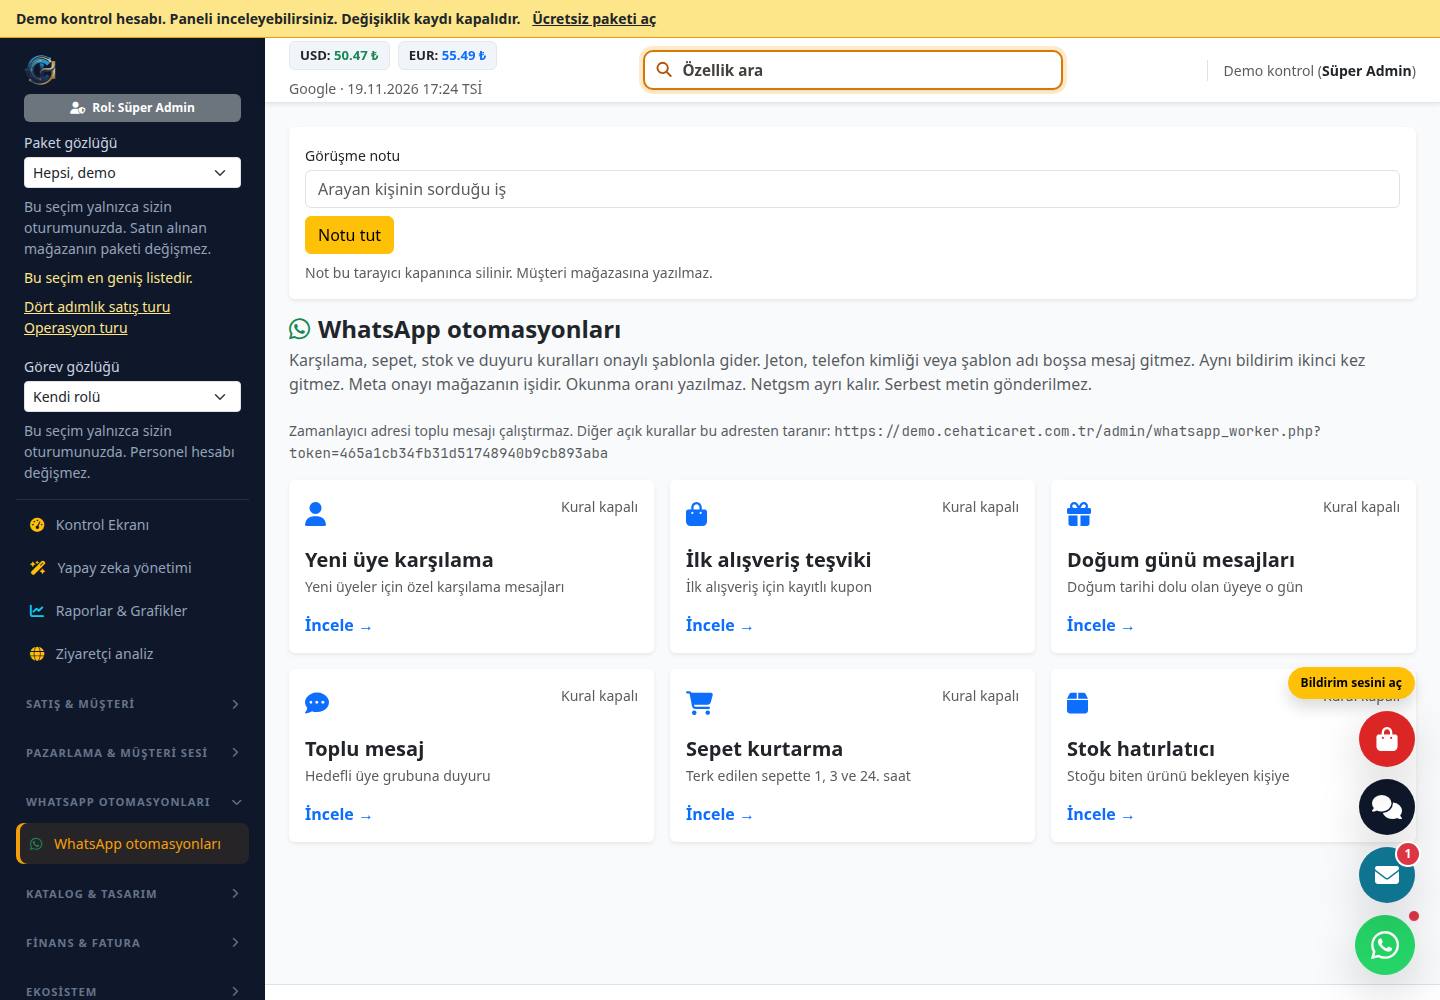 Demo kontrol hesabı. Paneli inceleyebilirsiniz. Değişiklik kaydı kapalıdır. Ücretsiz paketi aç
Rol: Süper Admin
Paket gözlüğü
Hepsi, demo
Bu seçim yalnızca sizin
oturumunuzda. Satın alınan
mağazanın paketi değişmez.
Bu seçim en geniş listedir.
Dört adımlık satış turu
Operasyon turu
Görev gözlüğü
Kendi rolü
Bu seçim yalnızca sizin
oturumunuzda. Personel hesabı
değişmez.
Kontrol Ekranı
Yapay zeka yönetimi
Raporlar & Grafikler
Ziyaretçi analiz
SATIŞ & MÜŞTERİ
PAZARLAMA & MÜŞTERİ SESİ
WHATSAPP OTOMASYONLARI
WhatsApp otomasyonları
KATALOG & TASARIM
FİNANS & FATURA
EKOSİSTEM
USD: 50.47 ₺ EUR: 55.49 ₺
Google · 19.11.2026 17:24 TSİ
Özellik ara
Demo kontrol (Süper Admin)
Görüşme notu
Arayan kişinin sorduğu iş
Notu tut
Not bu tarayıcı kapanınca silinir. Müşteri mağazasına yazılmaz.
WhatsApp otomasyonları
Karşılama, sepet, stok ve duyuru kuralları onaylı şablonla gider. Jeton, telefon kimliği veya şablon adı boşsa mesaj gitmez. Aynı bildirim ikinci kez
gitmez. Meta onayı mağazanın işidir. Okunma oranı yazılmaz. Netgsm ayrı kalır. Serbest metin gönderilmez.
Zamanlayıcı adresi toplu mesajı çalıştırmaz. Diğer açık kurallar bu adresten taranır: https://demo.cehaticaret.com.tr/admin/whatsapp_worker.php?
token=465a1cb34fb31d51748940b9cb893aba
Kural kapalı
Yeni üye karşılama
Yeni üyeler için özel karşılama mesajları
İncele →
Kural kapalı
İlk alışveriş teşviki
İlk alışveriş için kayıtlı kupon
İncele →
Kural kapalı
Doğum günü mesajları
Doğum tarihi dolu olan üyeye o gün
İncele →
Kural kapalı
Toplu mesaj
Hedefli üye grubuna duyuru
İncele →
Kural kapalı
Sepet kurtarma
Terk edilen sepette 1, 3 ve 24. saat
İncele →
Bildirim sesini aç
Kural kapalı
Stok hatırlatıcı
Stoğu biten ürünü bekleyen kişiye
İncele →
1